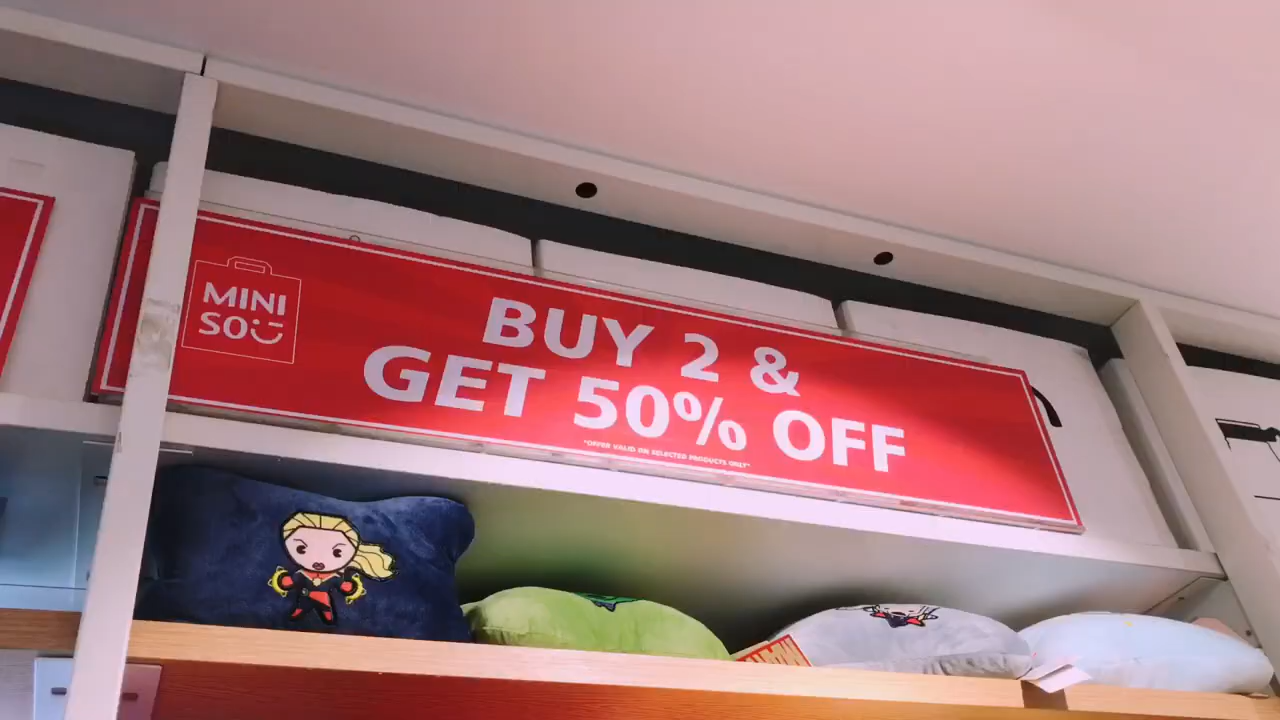 MINI
SO
BUY 2 &
GET 50% OFF
*OFFER VALID ON SELECTED PRODUCTS ONLY*